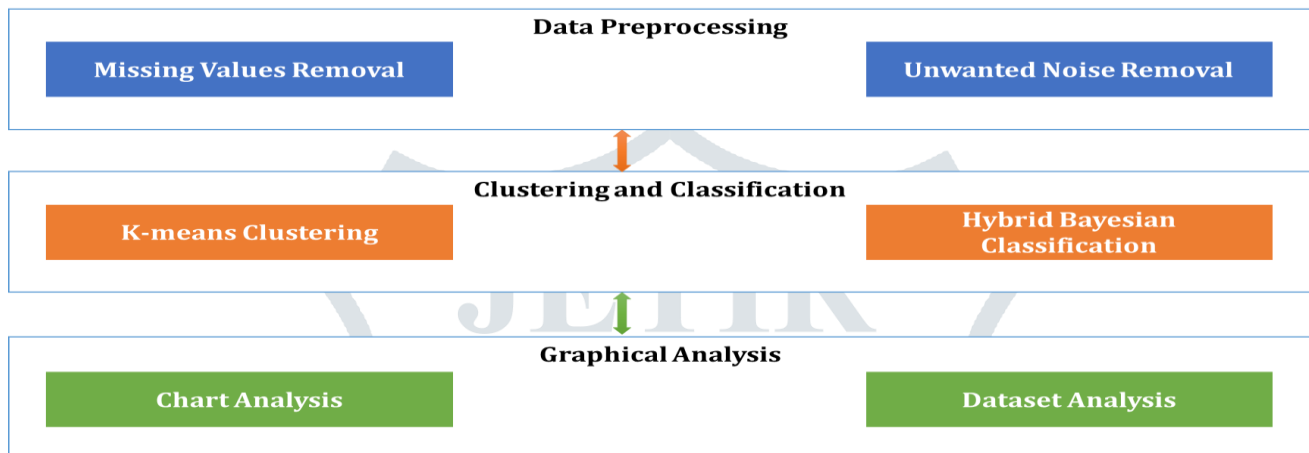 Data Preprocessing
Missing Values Removal
Unwanted Noise Removal
Clustering and Classification
K-means Clustering
Hybrid Bayesian
Classification
JETIR
Graphical Analysis
Chart Analysis
Dataset Analysis